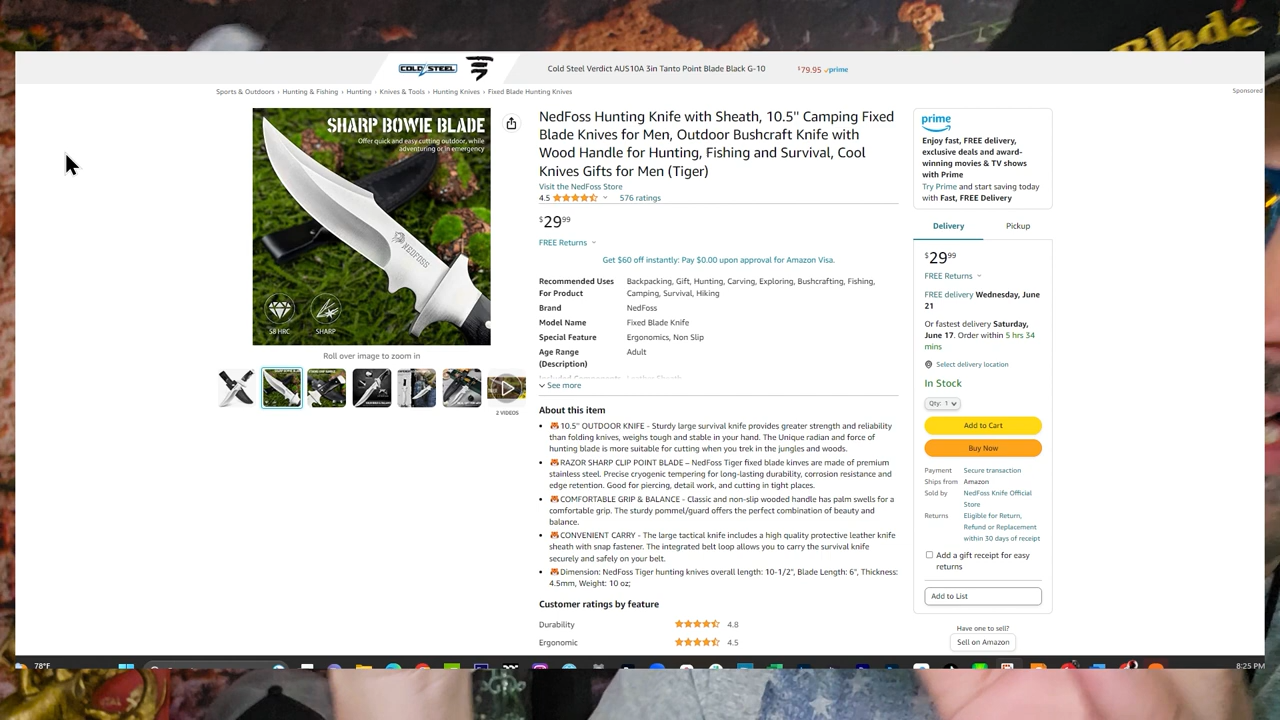 Blade
COLD STEEL
Cold Steel Verdict AUS10A 3in Tanto Point Blade Black G-10
$79.95 prime
Sponsored
Sports & Outdoors › Hunting & Fishing › Hunting › Knives & Tools › Hunting Knives › Fixed Blade Hunting Knives
SHARP BOWIE BLADE
Offer quick and easy cutting outdoor, while
adventuring or in emergency
NEDFOSS
58 HRC
SHARP
Roll over image to zoom in
2 VIDEOS
NedFoss Hunting Knife with Sheath, 10.5" Camping Fixed
Blade Knives for Men, Outdoor Bushcraft Knife with
Wood Handle for Hunting, Fishing and Survival, Cool
Knives Gifts for Men (Tiger)
Visit the NedFoss Store
4.5 576 ratings
$29.99
FREE Returns
Get $60 off instantly: Pay $0.00 upon approval for Amazon Visa.
Recommended Uses Backpacking, Gift, Hunting, Carving, Exploring, Bushcrafting, Fishing,
For Product Camping, Survival, Hiking
Brand NedFoss
Model Name Fixed Blade Knife
Special Feature Ergonomics, Non Slip
Age Range Adult
(Description)
See more
About this item
• 10.5" OUTDOOR KNIFE - Sturdy large survival knife provides greater strength and reliability
than folding knives, weighs tough and stable in your hand. The Unique radian and force of
hunting blade is more suitable for cutting when you trek in the jungles and woods.
• RAZOR SHARP CLIP POINT BLADE – NedFoss Tiger fixed blade kinves are made of premium
stainless steel. Precise cryogenic tempering for long-lasting durability, corrosion resistance and
edge retention. Good for piercing, detail work, and cutting in tight places.
• COMFORTABLE GRIP & BALANCE - Classic and non-slip wooded handle has palm swells for a
comfortable grip. The sturdy pommel/guard offers the perfect combination of beauty and
balance.
• CONVENIENT CARRY - The large tactical knife includes a high quality protective leather knife
sheath with snap fastener. The integrated belt loop allows you to carry the survival knife
securely and safely on your belt.
• Dimension: NedFoss Tiger hunting knives overall length: 10-1/2", Blade Length: 6", Thickness:
4.5mm, Weight: 10 oz;
Customer ratings by feature
Durability 4.8
Ergonomic 4.5
prime
Enjoy fast, FREE delivery,
exclusive deals and award-
winning movies & TV shows
with Prime
Try Prime and start saving today
with Fast, FREE Delivery
Delivery Pickup
$29.99
FREE Returns
FREE delivery Wednesday, June
21
Or fastest delivery Saturday,
June 17. Order within 5 hrs 34
mins
Select delivery location
In Stock
Qty: 1
Add to Cart
Buy Now
Payment Secure transaction
Ships from Amazon
Sold by NedFoss Knife Official
Store
Returns Eligible for Return,
Refund or Replacement
within 30 days of receipt
Add a gift receipt for easy
returns
Add to List
Have one to sell?
Sell on Amazon
78°F
8:25 PM